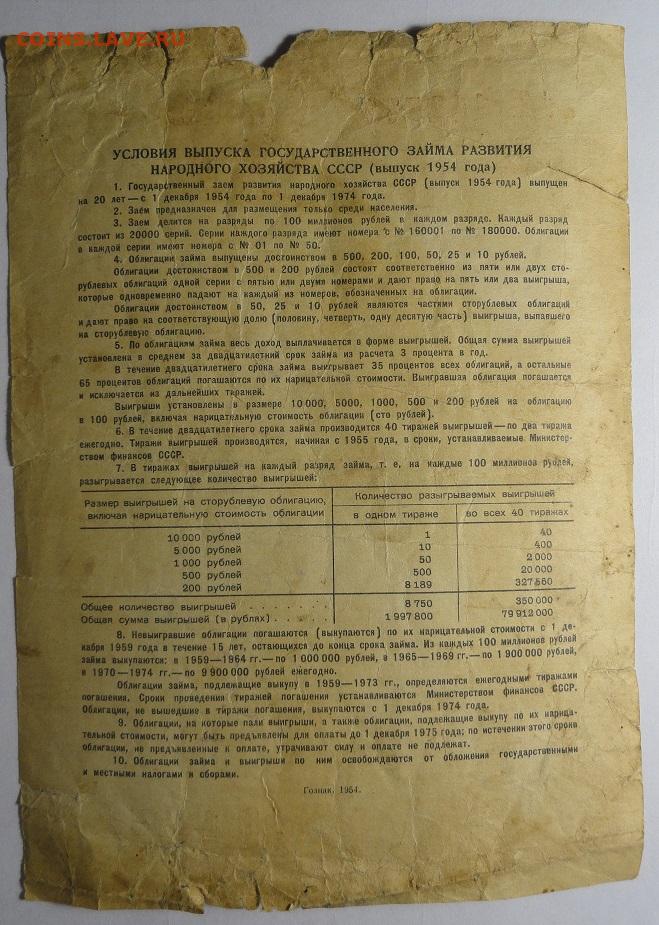 COINS.LAVE.RU
УСЛОВИЯ ВЫПУСКА ГОСУДАРСТВЕННОГО ЗАЙМА РАЗВИТИЯ
НАРОДНОГО ХОЗЯЙСТВА СССР (выпуск 1954 года)
1. Государственный заем развития народного хозяйства СССР (выпуск 1954 года) выпущен
на 20 лет — с 1 декабря 1954 года по 1 декабря 1974 года.
2. Заем предназначен для размещения только среди населения.
3. Заем делится на разряды по 100 миллионов рублей в каждом разряде. Каждый разряд
состоит из 20000 серий. Серии каждого разряда имеют номера с № 160001 по № 180000. Облигации
в каждой серии имеют номера с № 01 по № 50.
4. Облигации займа выпущены достоинством в 500, 200, 100, 50, 25 и 10 рублей.
Облигации достоинством в 500 и 200 рублей состоят соответственно из пяти или двух сто-
рублевых облигаций одной серии с пятью или двумя номерами и дают право на пять или два выигрыша,
которые одновременно падают на каждый из номеров, обозначенных на облигации.
Облигации достоинством в 50, 25 и 10 рублей являются частями сторублевых облигаций
и дают право на соответствующую долю (половину, четверть, одну десятую часть) выигрыша, выпавшего
на сторублевую облигацию.
5. По облигациям займа весь доход выплачивается в форме выигрышей. Общая сумма выигрышей
установлена в среднем за двадцатилетний срок займа из расчета 3 процента в год.
В течение двадцатилетнего срока займа выигрывает 35 процентов всех облигаций, а остальные
65 процентов облигаций погашаются по их нарицательной стоимости. Выигравшая облигация погашается
и исключается из дальнейших тиражей.
Выигрыши установлены в размере 10 000, 5000, 1000, 500 и 200 рублей на облигацию
в 100 рублей, включая нарицательную стоимость облигации (сто рублей).
6. В течение двадцатилетнего срока займа производится 40 тиражей выигрышей — по два тиража
ежегодно. Тиражи выигрышей производятся, начиная с 1955 года, в сроки, устанавливаемые Министер-
ством финансов СССР.
7. В тиражах выигрышей на каждый разряд займа, т. е. на каждые 100 миллионов рублей,
разыгрывается следующее количество выигрышей:
Размер выигрышей на сторублевую облигацию, включая нарицательную стоимость облигации
Количество разыгрываемых выигрышей
в одном тираже во всех 40 тиражах
10 000 рублей 1 40
5 000 рублей 10 400
1 000 рублей 50 2 000
500 рублей 500 20 000
200 рублей 8 189 327 560
Общее количество выигрышей . . . . . . . 8 750 350 000
Общая сумма выигрышей (в рублях) . . . . 1 997 800 79 912 000
8. Невыигравшие облигации погашаются (выкупаются) по их нарицательной стоимости с 1 де-
кабря 1959 года в течение 15 лет, остающихся до конца срока займа. Из каждых 100 миллионов рублей
займа выкупаются: в 1959—1964 гг.—по 1 000 000 рублей, в 1965—1969 гг.—по 1 900 000 рублей,
в 1970—1974 гг.—по 9 900 000 рублей ежегодно.
Облигации займа, подлежащие выкупу в 1959—1973 гг., определяются ежегодными тиражами
погашения. Сроки проведения тиражей погашения устанавливаются Министерством финансов СССР.
Облигации, не вышедшие в тиражи погашения, выкупаются с 1 декабря 1974 года.
9. Облигации, на которые пали выигрыши, а также облигации, подлежащие выкупу по их нарица-
тельной стоимости, могут быть предъявлены для оплаты до 1 декабря 1975 года; по истечении этого срока
облигации, не предъявленные к оплате, утрачивают силу и оплате не подлежат.
10. Облигации займа и выигрыши по ним освобождаются от обложения государственными
и местными налогами и сборами.
Гознак. 1954.